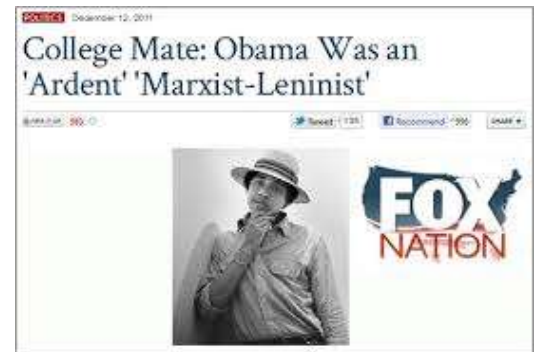 POLITICS December 12, 2011
College Mate: Obama Was an
'Ardent' 'Marxist-Leninist'
Tweet Recommend SHARE
FOX
NATION